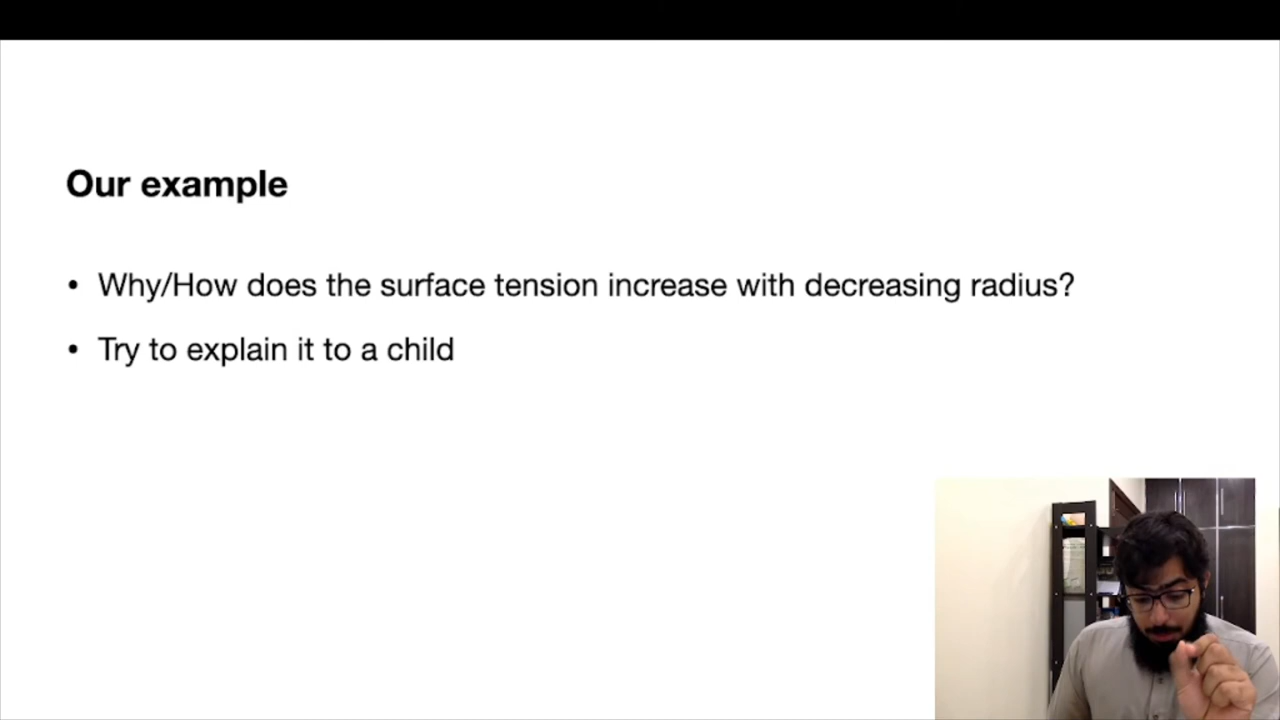 Our example
• Why/How does the surface tension increase with decreasing radius?
• Try to explain it to a child